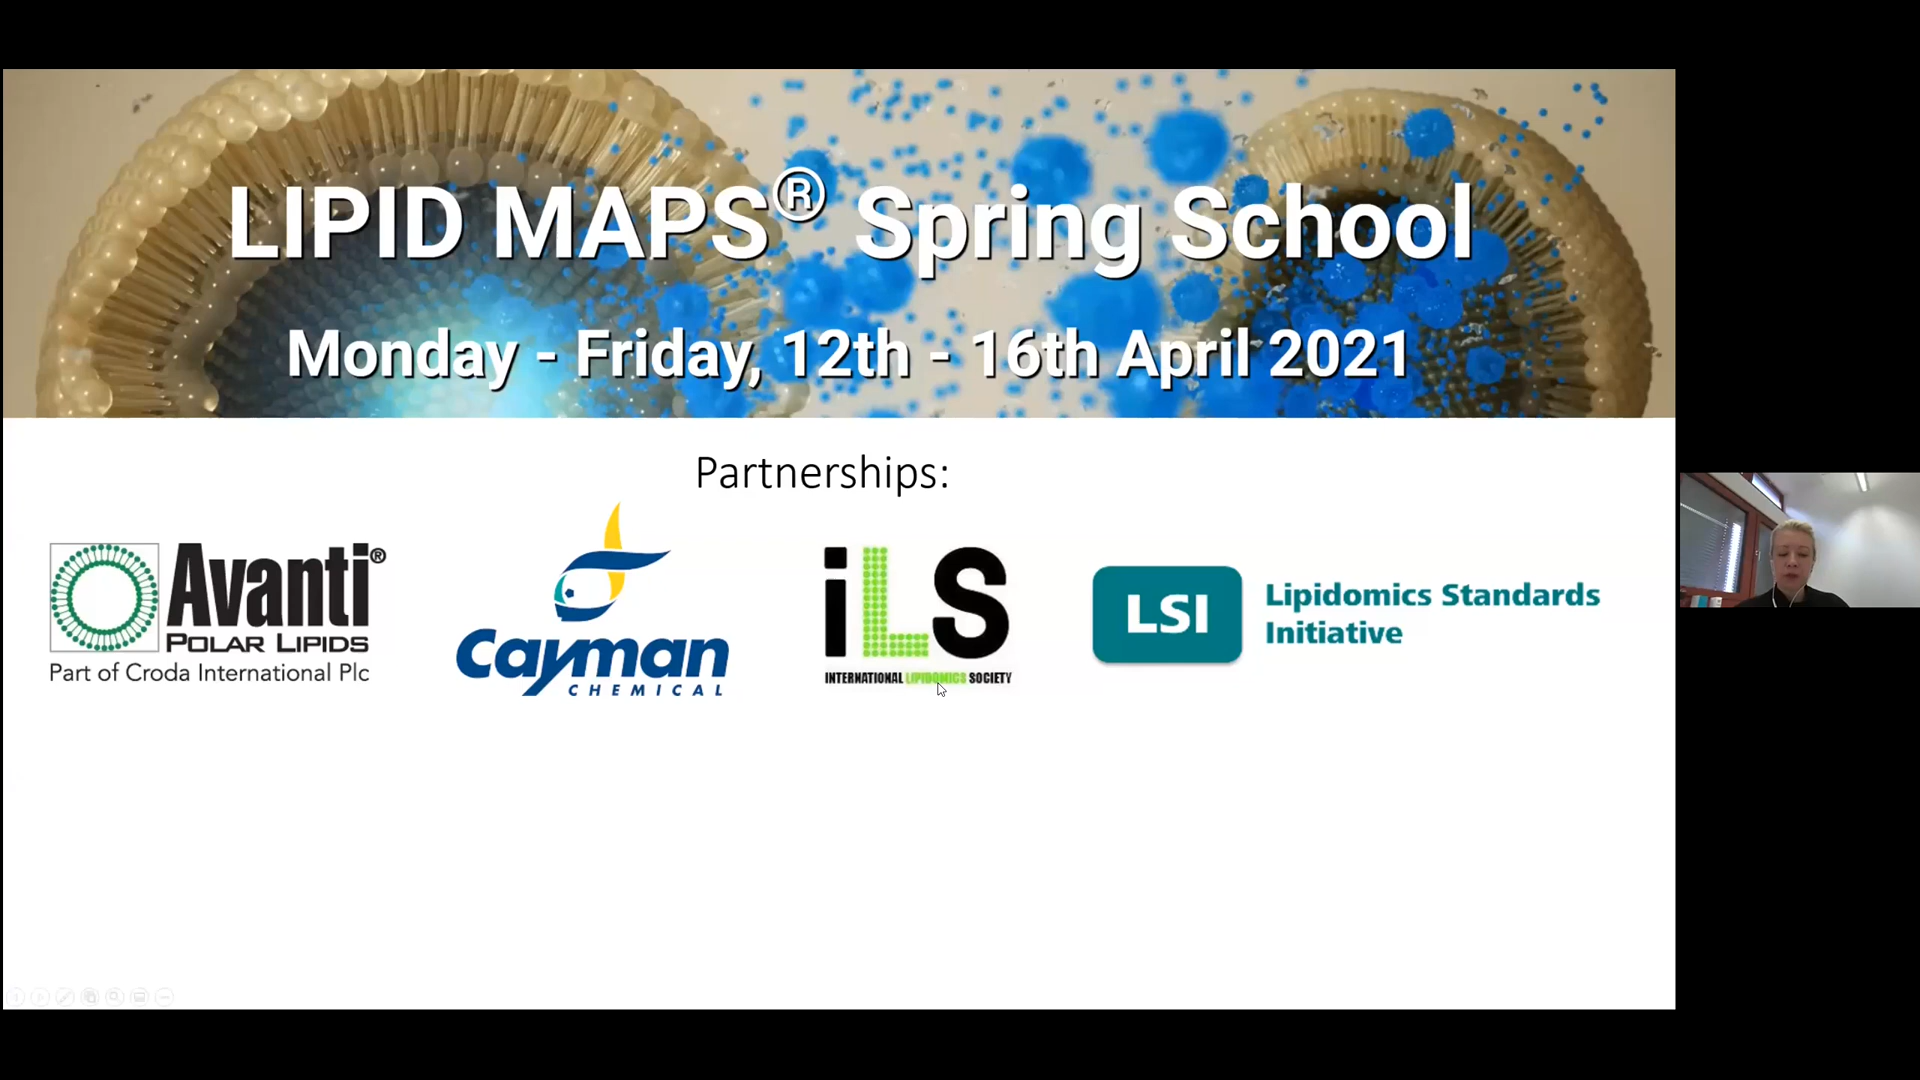 LIPID MAPS® Spring School
Monday - Friday, 12th - 16th April 2021
Partnerships:
Avanti®
POLAR LIPIDS
Part of Croda International Plc
Cayman
CHEMICAL
iLS
INTERNATIONAL LIPIDOMICS SOCIETY
LSI
Lipidomics Standards
Initiative